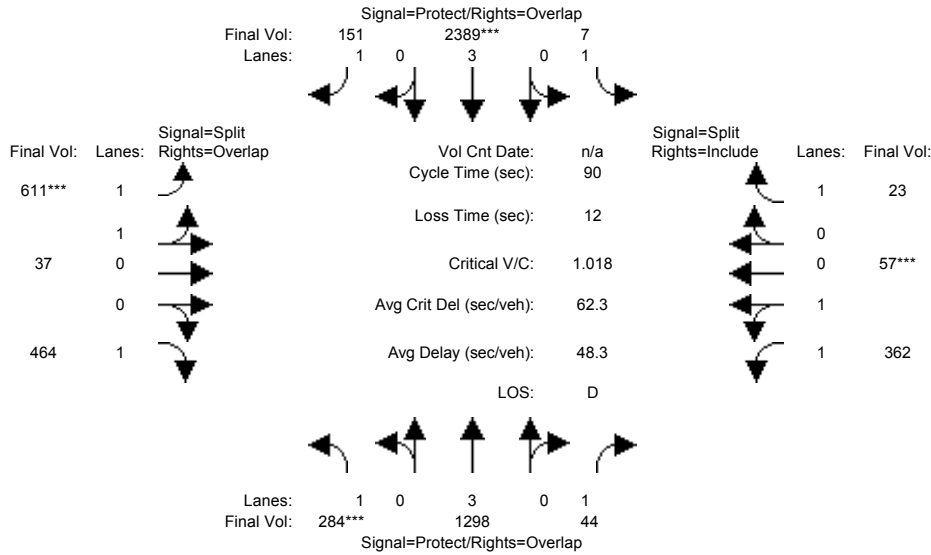 Signal=Protect/Rights=Overlap
Final Vol: 151 2389*** 7
Lanes: 1 0 3 0 1
Signal=Split Signal=Split
Final Vol: Lanes: Rights=Overlap Vol Cnt Date: n/a Rights=Include Lanes: Final Vol:
Cycle Time (sec): 90
611*** 1 1 23
Loss Time (sec): 12
1 0
37 0 Critical V/C: 1.018 0 57***
0 Avg Crit Del (sec/veh): 62.3 1
464 1 Avg Delay (sec/veh): 48.3 1 362
LOS: D
Lanes: 1 0 3 0 1
Final Vol: 284*** 1298 44
Signal=Protect/Rights=Overlap